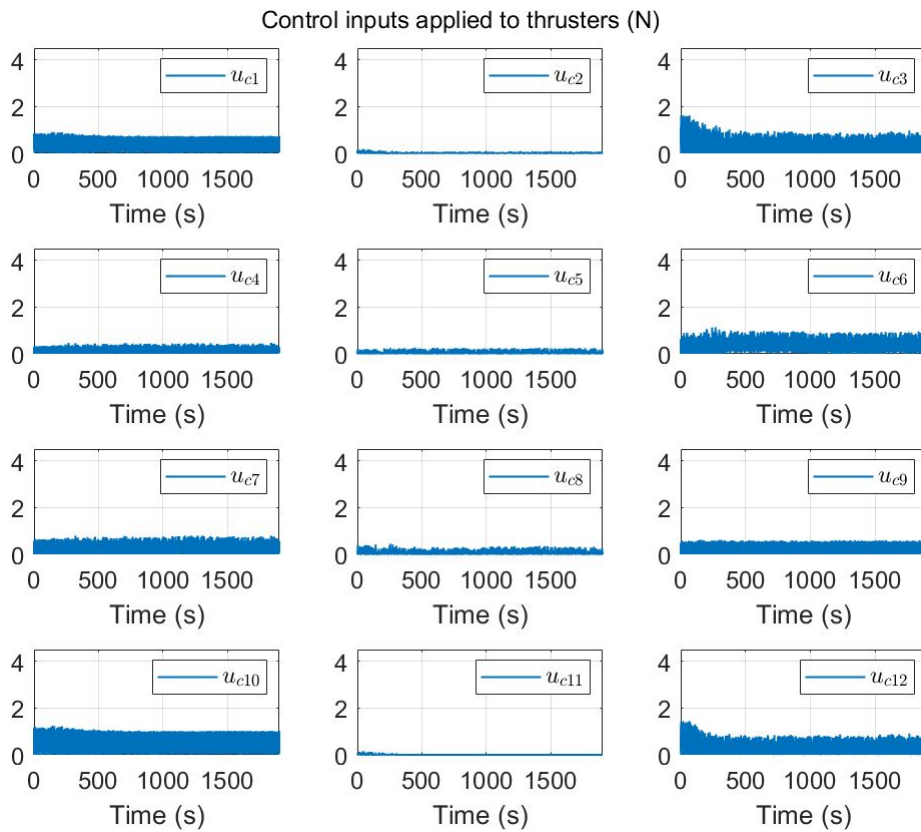 Control inputs applied to thrusters (N)
4
2
0
u_{c1}
0 500 1000 1500
Time (s)
4
2
0
u_{c2}
0 500 1000 1500
Time (s)
4
2
0
u_{c3}
0 500 1000 1500
Time (s)
4
2
0
u_{c4}
0 500 1000 1500
Time (s)
4
2
0
u_{c5}
0 500 1000 1500
Time (s)
4
2
0
u_{c6}
0 500 1000 1500
Time (s)
4
2
0
u_{c7}
0 500 1000 1500
Time (s)
4
2
0
u_{c8}
0 500 1000 1500
Time (s)
4
2
0
u_{c9}
0 500 1000 1500
Time (s)
4
2
0
u_{c10}
0 500 1000 1500
Time (s)
4
2
0
u_{c11}
0 500 1000 1500
Time (s)
4
2
0
u_{c12}
0 500 1000 1500
Time (s)